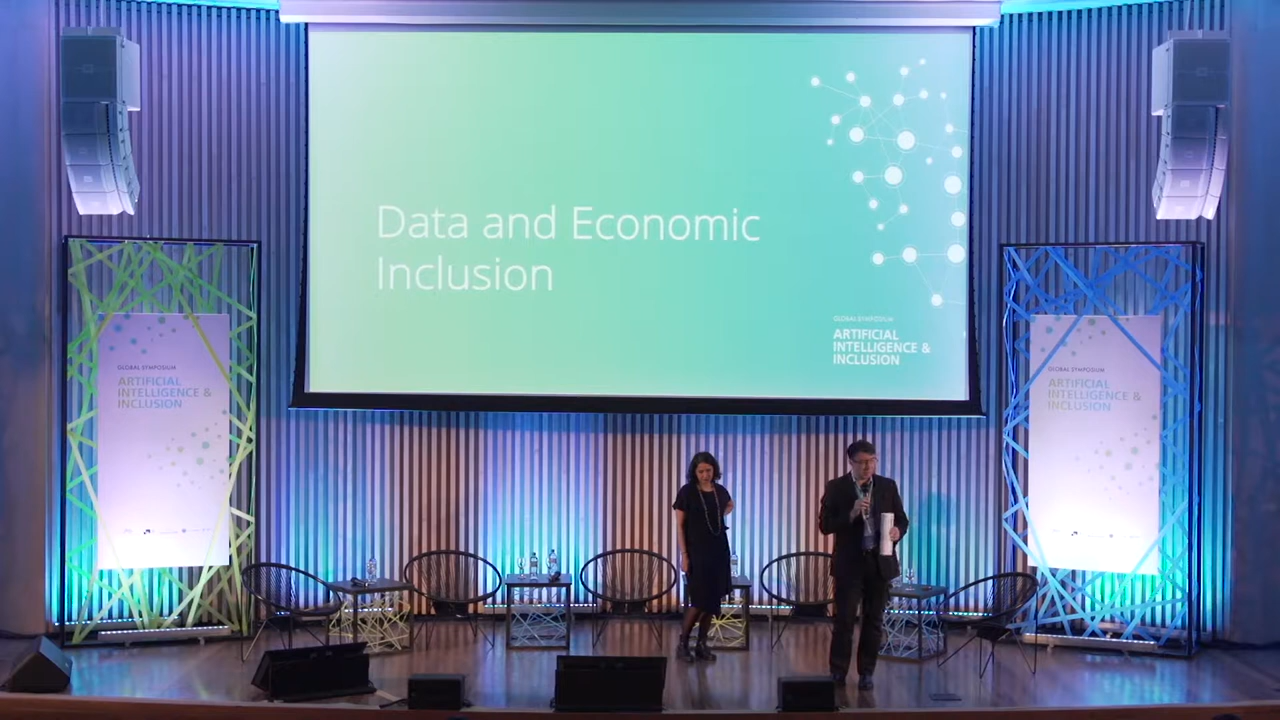 Data and Economic
Inclusion
GLOBAL SYMPOSIUM
ARTIFICIAL
INTELLIGENCE &
INCLUSION
GLOBAL SYMPOSIUM
ARTIFICIAL
INTELLIGENCE &
INCLUSION
GLOBAL SYMPOSIUM
ARTIFICIAL
INTELLIGENCE &
INCLUSION